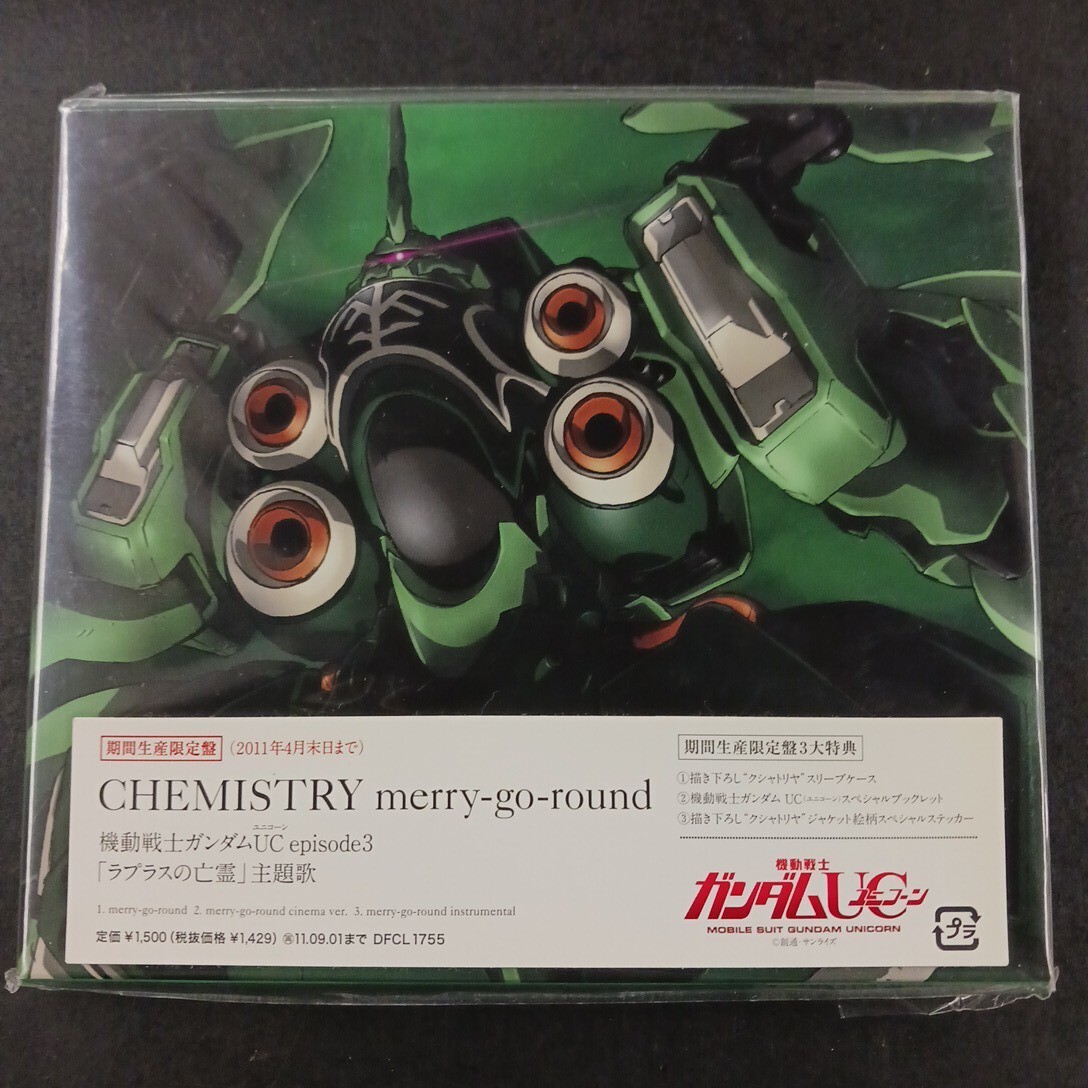 期間生産限定盤 (2011年4月末日まで)
CHEMISTRY merry-go-round
ユニコーン
機動戦士ガンダムUC episode3
「ラプラスの亡霊」主題歌
1. merry-go-round 2. merry-go-round cinema ver. 3. merry-go-round instrumental
定価 ¥1,500 (税抜価格 ¥1,429) 再11.09.01まで DFCL 1755
期間生産限定盤3大特典
①描き下ろし"クシャトリヤ"スリーブケース
②機動戦士ガンダム UC(ユニコーン)スペシャルブックレット
③描き下ろし"クシャトリヤ"ジャケット絵柄スペシャルステッカー
機動戦士
ガンダムUC ユニコーン
MOBILE SUIT GUNDAM UNICORN
©創通・サンライズ
プラ